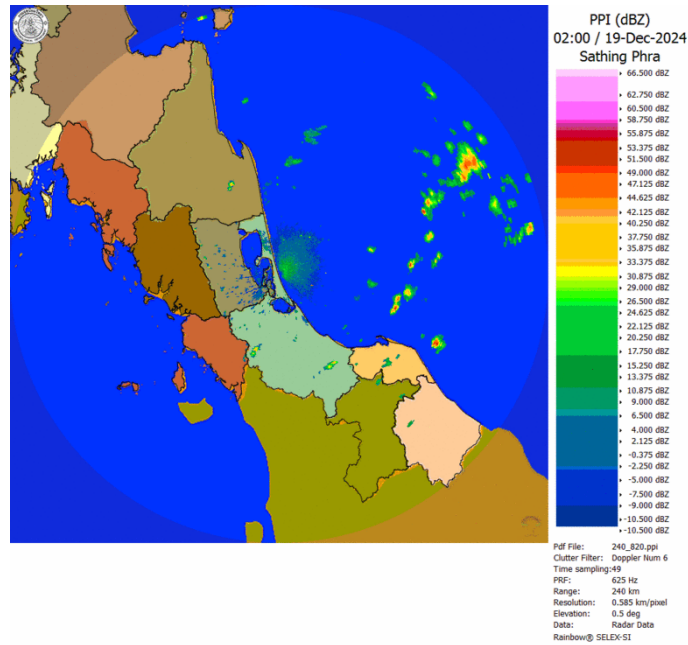 PPI (dBZ)
02:00 / 19-Dec-2024
Sathing Phra
66.500 dBZ
62.750 dBZ
60.500 dBZ
58.750 dBZ
55.875 dBZ
53.375 dBZ
51.500 dBZ
49.000 dBZ
47.125 dBZ
44.625 dBZ
42.125 dBZ
40.250 dBZ
37.750 dBZ
35.875 dBZ
33.375 dBZ
30.875 dBZ
29.000 dBZ
26.500 dBZ
24.625 dBZ
22.125 dBZ
20.250 dBZ
17.750 dBZ
15.250 dBZ
13.375 dBZ
10.875 dBZ
9.000 dBZ
6.500 dBZ
4.000 dBZ
2.125 dBZ
-0.375 dBZ
-2.250 dBZ
-5.000 dBZ
-7.500 dBZ
-9.000 dBZ
-10.500 dBZ
-10.500 dBZ
Pdf File: 240_820.ppi
Clutter Filter: Doppler Num 6
Time sampling:49
PRF: 625 Hz
Range: 240 km
Resolution: 0.585 km/pixel
Elevation: 0.5 deg
Data: Radar Data
Rainbow® SELEX-SI